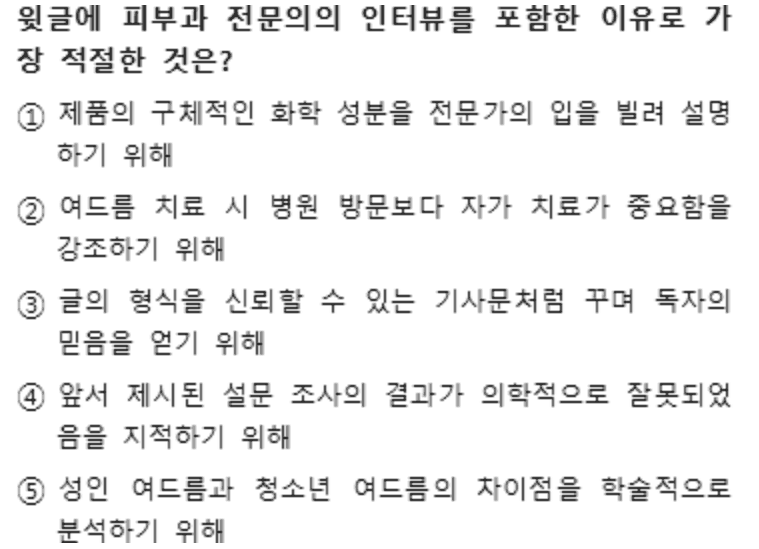 윗글에 피부과 전문의의 인터뷰를 포함한 이유로 가
장 적절한 것은?
① 제품의 구체적인 화학 성분을 전문가의 입을 빌려 설명
하기 위해
② 여드름 치료 시 병원 방문보다 자가 치료가 중요함을
강조하기 위해
③ 글의 형식을 신뢰할 수 있는 기사문처럼 꾸며 독자의
믿음을 얻기 위해
④ 앞서 제시된 설문 조사의 결과가 의학적으로 잘못되었
음을 지적하기 위해
⑤ 성인 여드름과 청소년 여드름의 차이점을 학술적으로
분석하기 위해